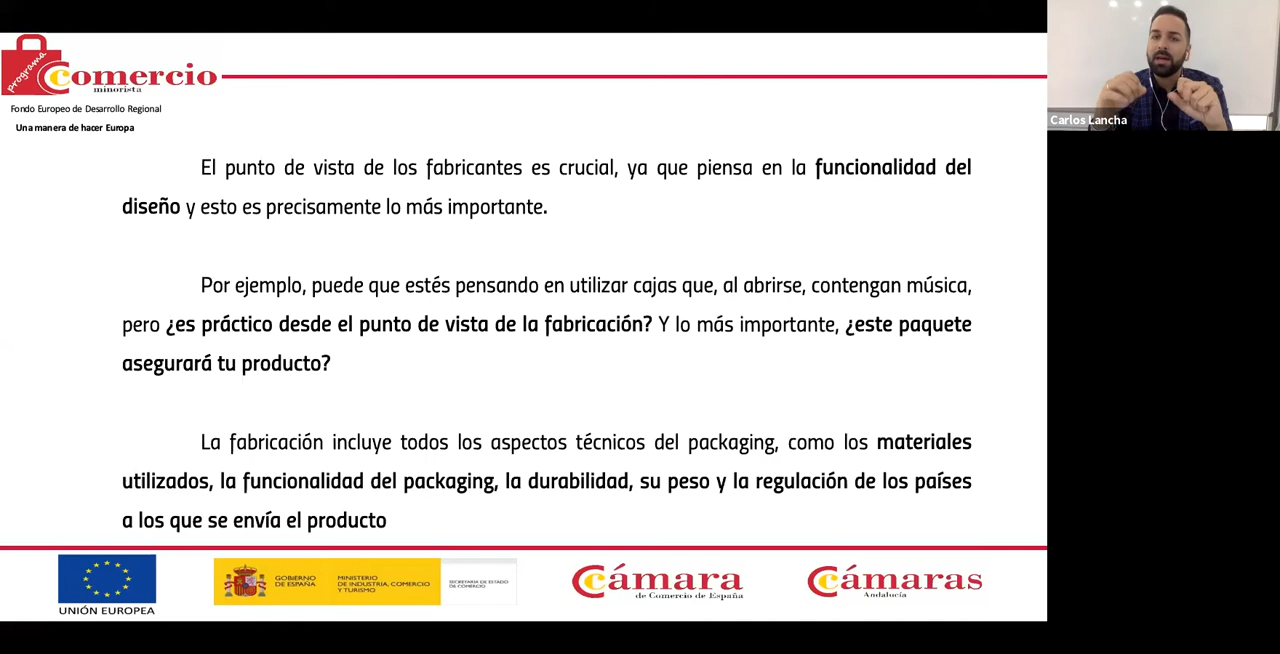 programa
Comercio
minorista
Fondo Europeo de Desarrollo Regional
Una manera de hacer Europa
Carlos Lancha
El punto de vista de los fabricantes es crucial, ya que piensa en la funcionalidad del
diseño y esto es precisamente lo más importante.
Por ejemplo, puede que estés pensando en utilizar cajas que, al abrirse, contengan música,
pero ¿es práctico desde el punto de vista de la fabricación? Y lo más importante, ¿este paquete
asegurará tu producto?
La fabricación incluye todos los aspectos técnicos del packaging, como los materiales
utilizados, la funcionalidad del packaging, la durabilidad, su peso y la regulación de los países
a los que se envía el producto
UNIÓN EUROPEA
GOBIERNO
DE ESPAÑA
MINISTERIO
DE INDUSTRIA, COMERCIO
Y TURISMO
SECRETARÍA DE ESTADO
DE COMERCIO
Cámara
de Comercio de España
Cámaras
Andalucía